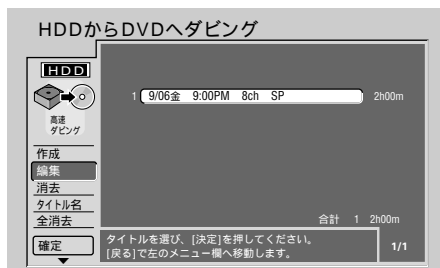 HDDからDVDへダビング
HDD
高速
ダビング
1 9/06金 9:00PM 8ch SP 2h00m
作成
編集
消去
タイトル名
全消去
合計 1 2h00m
確定
タイトルを選び、[決定]を押してください。
[戻る]で左のメニュー欄へ移動します。
1/1